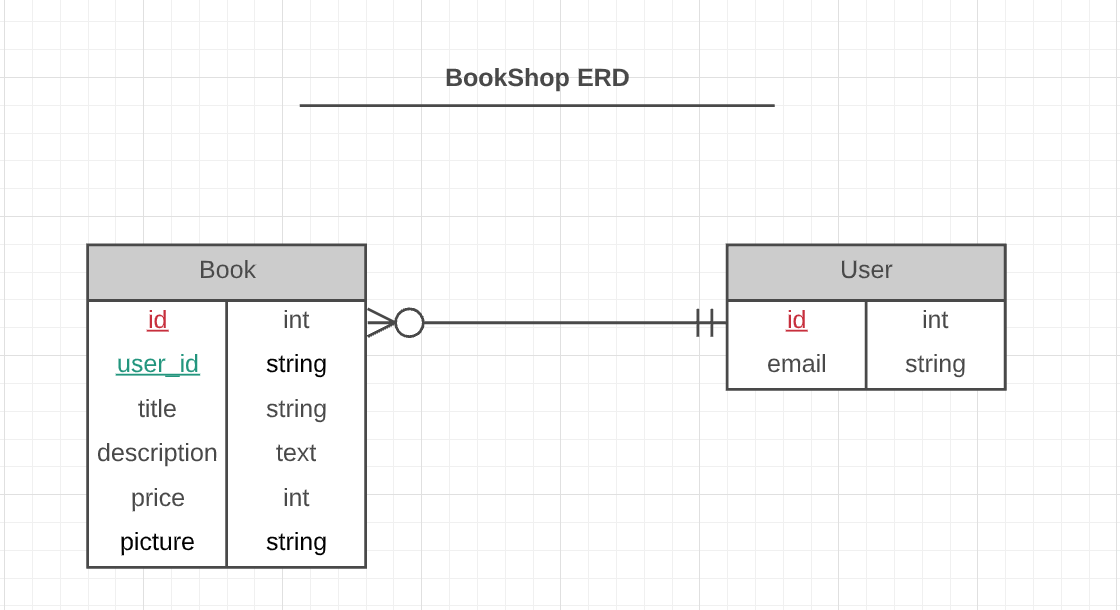 BookShop ERD
Book
id int
user_id string
title string
description text
price int
picture string
User
id int
email string